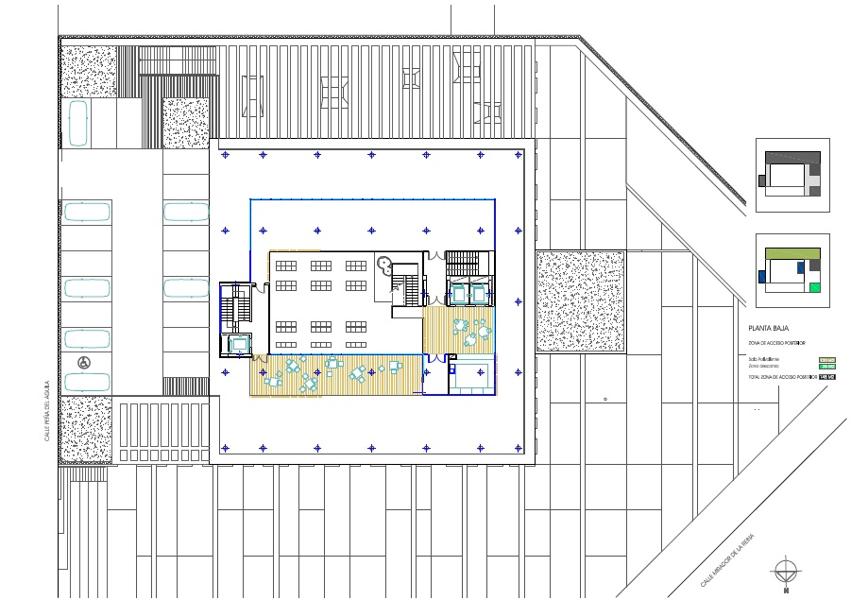 CALLE PEÑA DEL AGUILA
PLANTA BAJA
ZONA DE ACCESO POSTERIOR
Sala Polivalente
Zona descanso
TOTAL ZONA DE ACCESO POSTERIOR
CALLE MIRADOR DE LA REINA
N